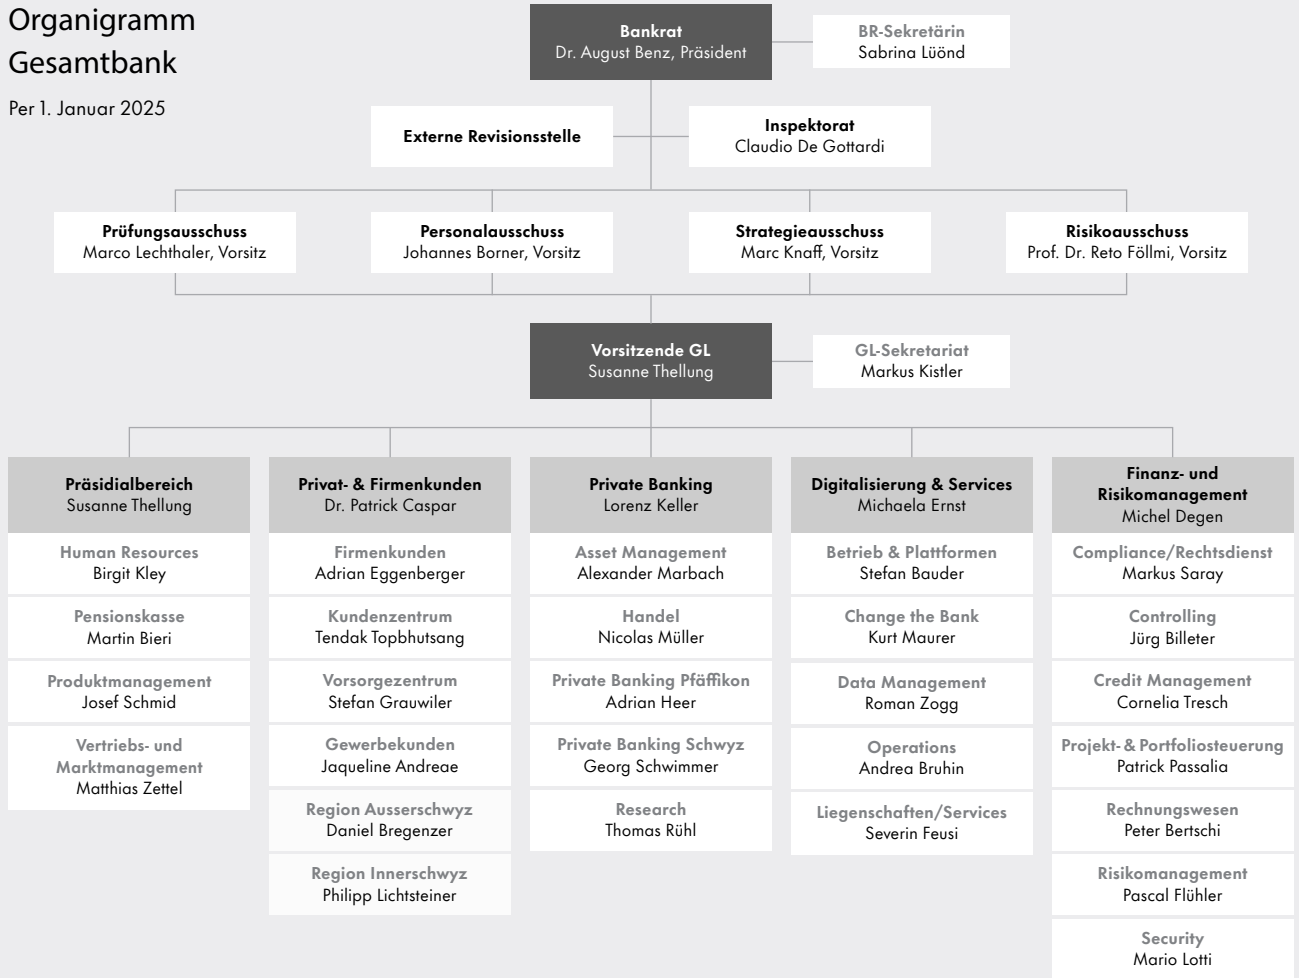 Organigramm
Gesamtbank
Per 1. Januar 2025
Bankrat
Dr. August Benz, Präsident
BR-Sekretärin
Sabrina Lüönd
Externe Revisionsstelle
Inspektorat
Claudio De Gottardi
Prüfungsausschuss
Marco Lechthaler, Vorsitz
Personalausschuss
Johannes Borner, Vorsitz
Strategieausschuss
Marc Knaff, Vorsitz
Risikoausschuss
Prof. Dr. Reto Föllmi, Vorsitz
Vorsitzende GL
Susanne Thellung
GL-Sekretariat
Markus Kistler
Präsidialbereich
Susanne Thellung
Human Resources
Birgit Kley
Pensionskasse
Martin Bieri
Produktmanagement
Josef Schmid
Vertriebs- und
Marktmanagement
Matthias Zettel
Privat- & Firmenkunden
Dr. Patrick Caspar
Firmenkunden
Adrian Eggenberger
Kundenzentrum
Tendak Topbhutsang
Vorsorgezentrum
Stefan Grauwiler
Gewerbekunden
Jaqueline Andreae
Region Ausserschwyz
Daniel Bregenzer
Region Innerschwyz
Philipp Lichtsteiner
Private Banking
Lorenz Keller
Asset Management
Alexander Marbach
Handel
Nicolas Müller
Private Banking Pfäffikon
Adrian Heer
Private Banking Schwyz
Georg Schwimmer
Research
Thomas Rühl
Digitalisierung & Services
Michaela Ernst
Betrieb & Plattformen
Stefan Bauder
Change the Bank
Kurt Maurer
Data Management
Roman Zogg
Operations
Andrea Bruhin
Liegenschaften/Services
Severin Feusi
Finanz- und
Risikomanagement
Michel Degen
Compliance/Rechtsdienst
Markus Saray
Controlling
Jürg Billeter
Credit Management
Cornelia Tresch
Projekt- & Portfoliosteuerung
Patrick Passalia
Rechnungswesen
Peter Bertschi
Risikomanagement
Pascal Flühler
Security
Mario Lotti